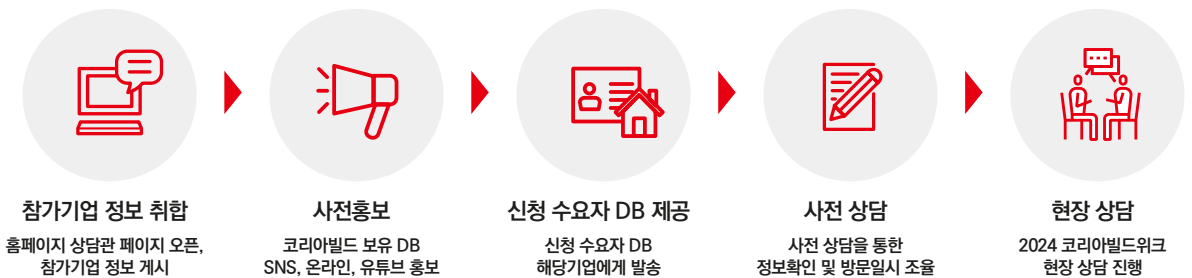 참가기업 정보 취합
홈페이지 상담관 페이지 오픈,
참가기업 정보 게시
사전홍보
코리아빌드 보유 DB
SNS, 온라인, 유튜브 홍보
신청 수요자 DB 제공
신청 수요자 DB
해당기업에게 발송
사전 상담
사전 상담을 통한
정보확인 및 방문일시 조율
현장 상담
2024 코리아빌드위크
현장 상담 진행